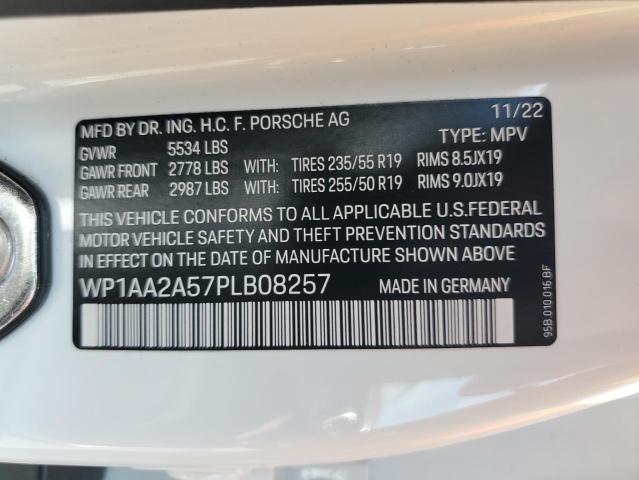 MFD BY DR. ING. H.C. F. PORSCHE AG 11/22
GVWR 5534 LBS TYPE: MPV
GAWR FRONT 2778 LBS WITH: TIRES 235/55 R19 RIMS 8.5JX19
GAWR REAR 2987 LBS WITH: TIRES 255/50 R19 RIMS 9.0JX19
THIS VEHICLE CONFORMS TO ALL APPLICABLE U.S.FEDERAL
MOTOR VEHICLE SAFETY AND THEFT PREVENTION STANDARDS
IN EFFECT ON THE DATE OF MANUFACTURE SHOWN ABOVE
WP1AA2A57PLB08257 MADE IN GERMANY
95B.010.016.BF